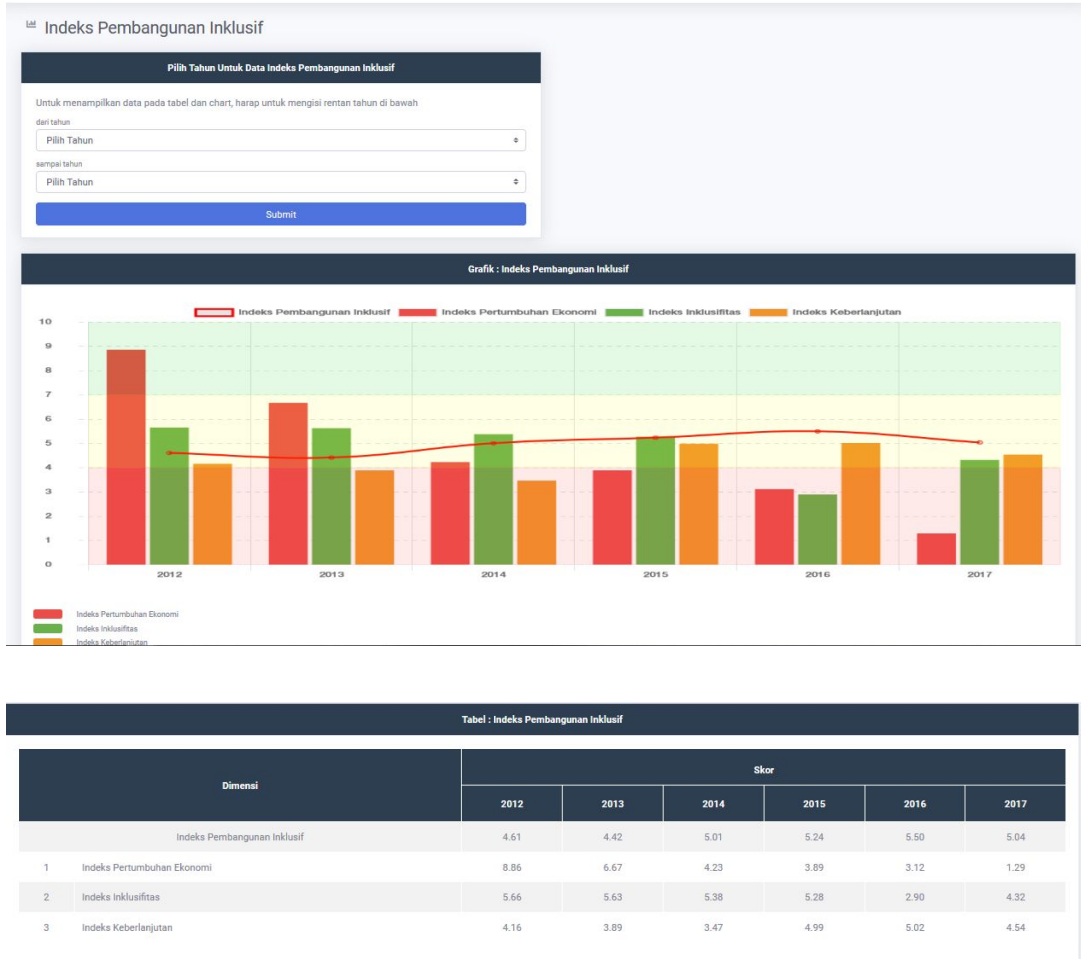 Indeks Pembangunan Inklusif
Pilih Tahun Untuk Data Indeks Pembangunan Inklusif
Untuk menampilkan data pada tabel dan chart, harap untuk mengisi rentan tahun di bawah
dari tahun
Pilih Tahun
sampai tahun
Pilih Tahun
Submit
Grafik : Indeks Pembangunan Inklusif
Indeks Pembangunan Inklusif Indeks Pertumbuhan Ekonomi Indeks Inklusifitas Indeks Keberlanjutan
10
9
8
7
6
5
4
3
2
1
0
2012 2013 2014 2015 2016 2017
Indeks Pertumbuhan Ekonomi
Indeks Inklusifitas
Indeks Keberlanjutan
Tabel : Indeks Pembangunan Inklusif
Dimensi Skor
2012 2013 2014 2015 2016 2017
Indeks Pembangunan Inklusif 4.61 4.42 5.01 5.24 5.50 5.04
1 Indeks Pertumbuhan Ekonomi 8.86 6.67 4.23 3.89 3.12 1.29
2 Indeks Inklusifitas 5.66 5.63 5.38 5.28 2.90 4.32
3 Indeks Keberlanjutan 4.16 3.89 3.47 4.99 5.02 4.54